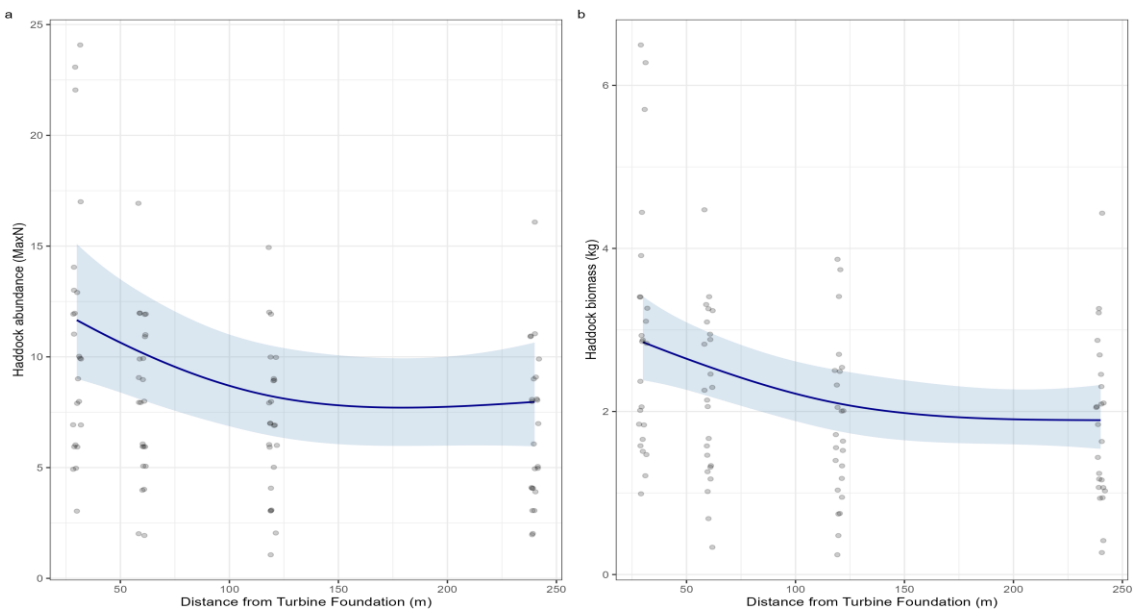 a
25
20
15
10
5
0
Haddock abundance (MaxN)
50 100 150 200 250
Distance from Turbine Foundation (m)
b
6
4
2
0
Haddock biomass (kg)
50 100 150 200 250
Distance from Turbine Foundation (m)